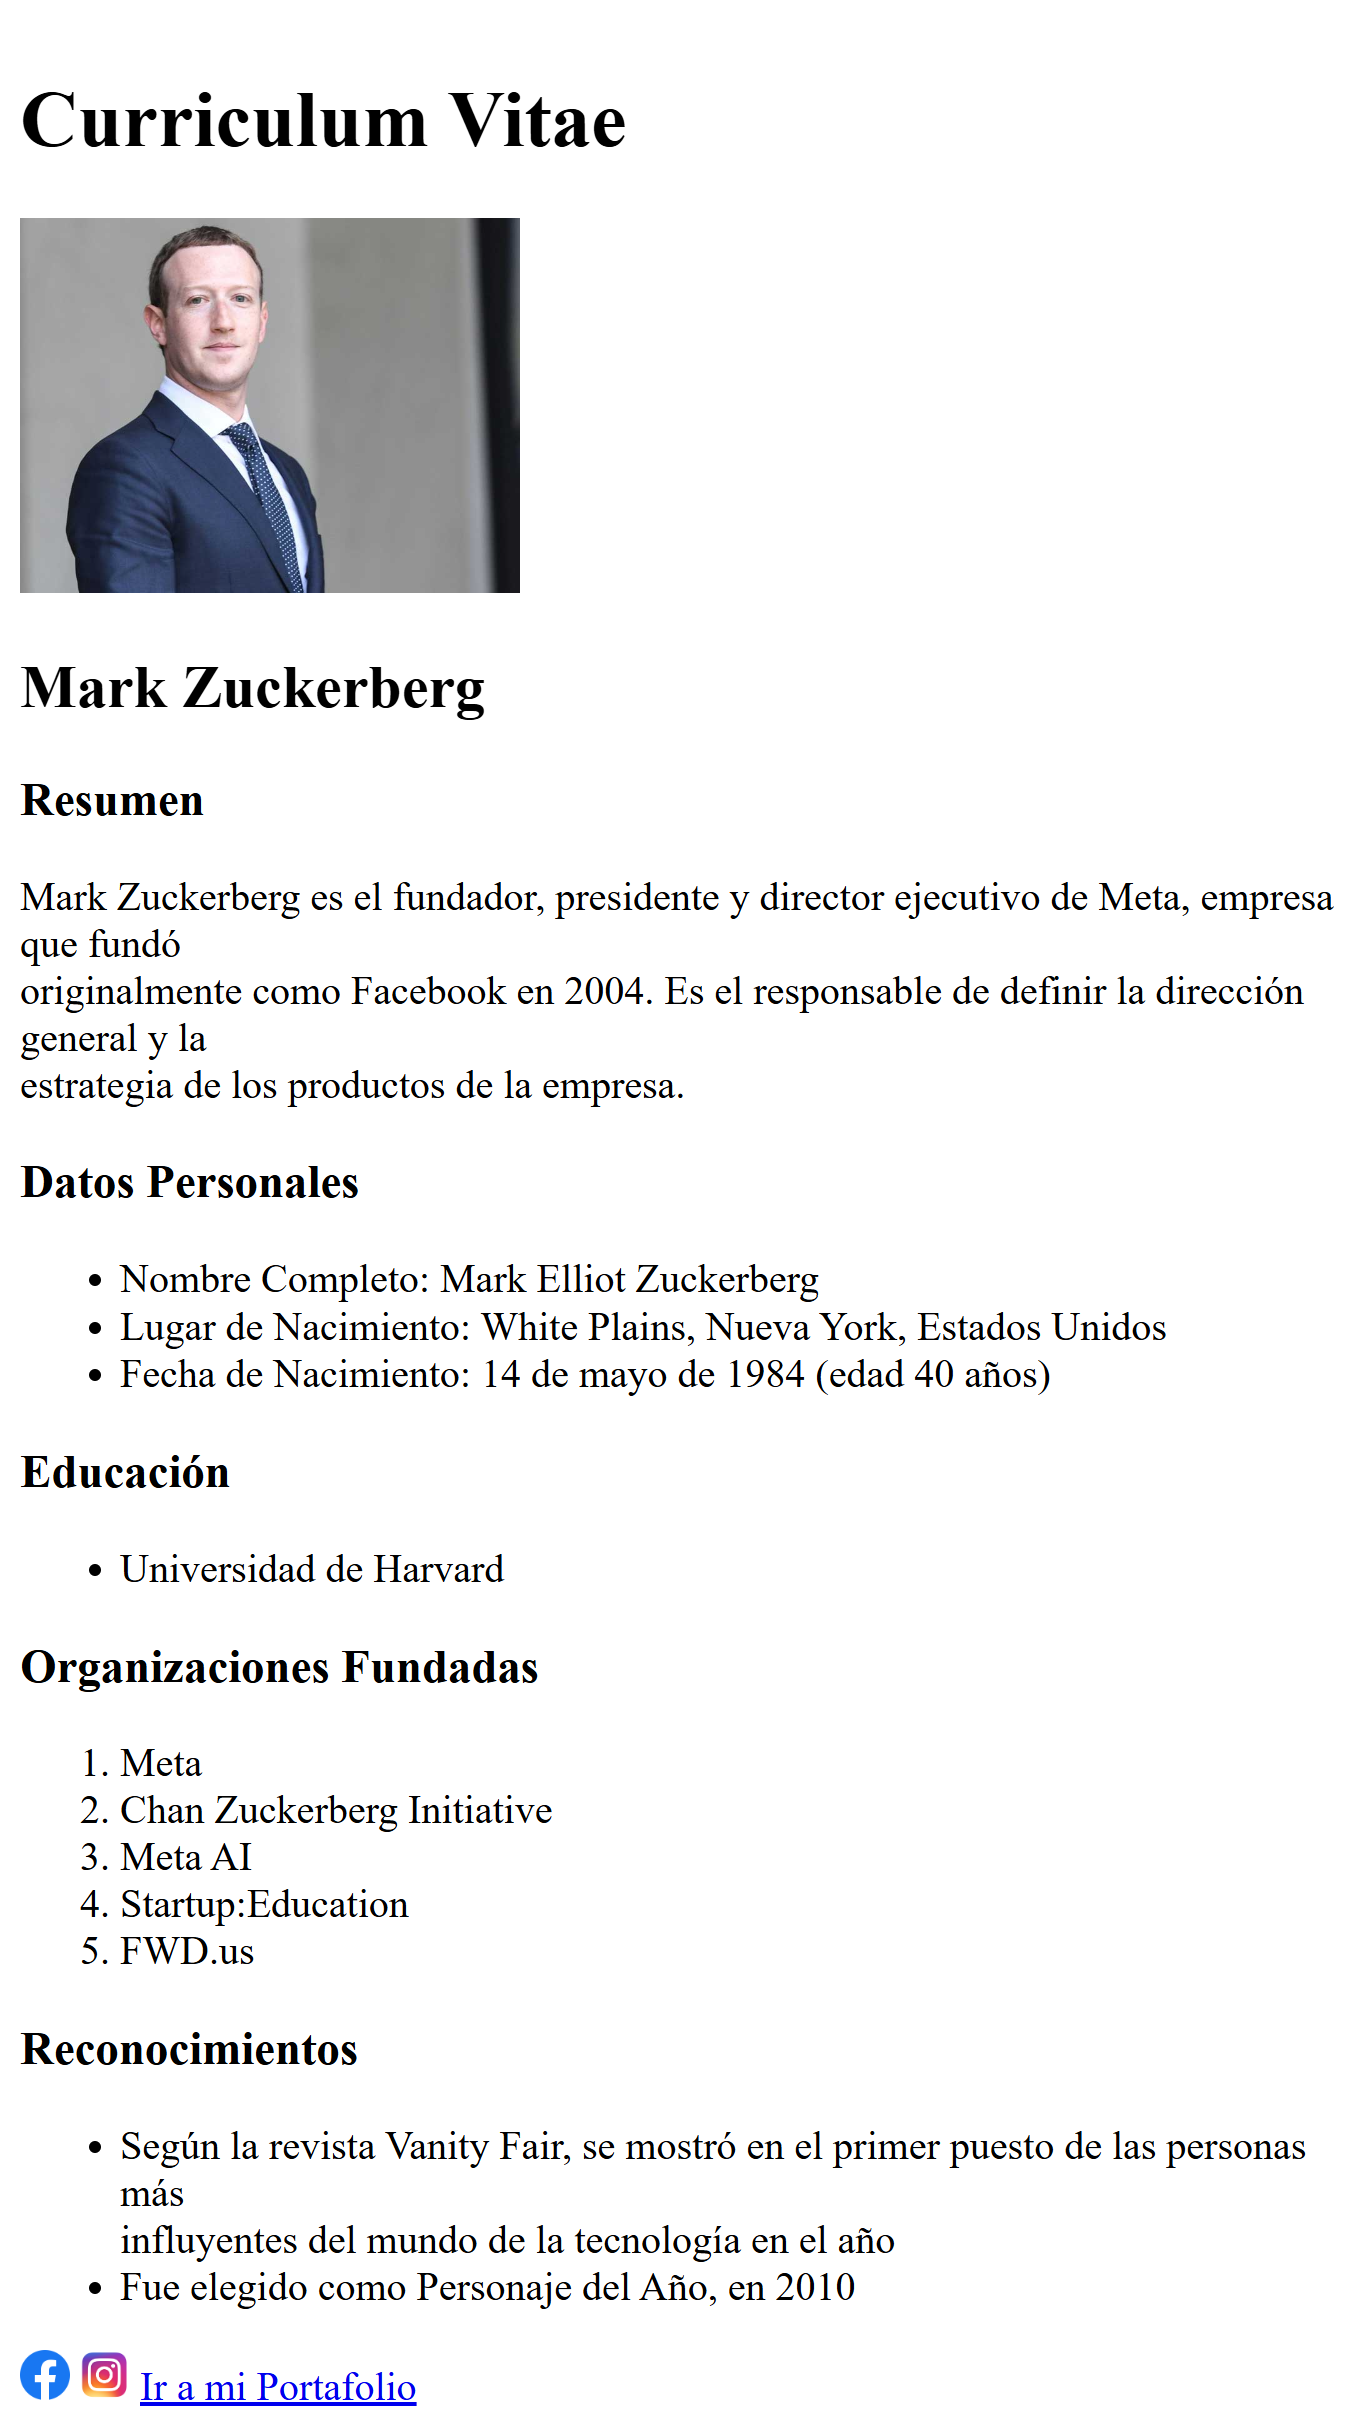 Curriculum Vitae
Mark Zuckerberg
Resumen
Mark Zuckerberg es el fundador, presidente y director ejecutivo de Meta, empresa
que fundó
originalmente como Facebook en 2004. Es el responsable de definir la dirección
general y la
estrategia de los productos de la empresa.
Datos Personales
• Nombre Completo: Mark Elliot Zuckerberg
• Lugar de Nacimiento: White Plains, Nueva York, Estados Unidos
• Fecha de Nacimiento: 14 de mayo de 1984 (edad 40 años)
Educación
• Universidad de Harvard
Organizaciones Fundadas
1. Meta
2. Chan Zuckerberg Initiative
3. Meta AI
4. Startup:Education
5. FWD.us
Reconocimientos
• Según la revista Vanity Fair, se mostró en el primer puesto de las personas
más
influyentes del mundo de la tecnología en el año
• Fue elegido como Personaje del Año, en 2010
Ir a mi Portafolio